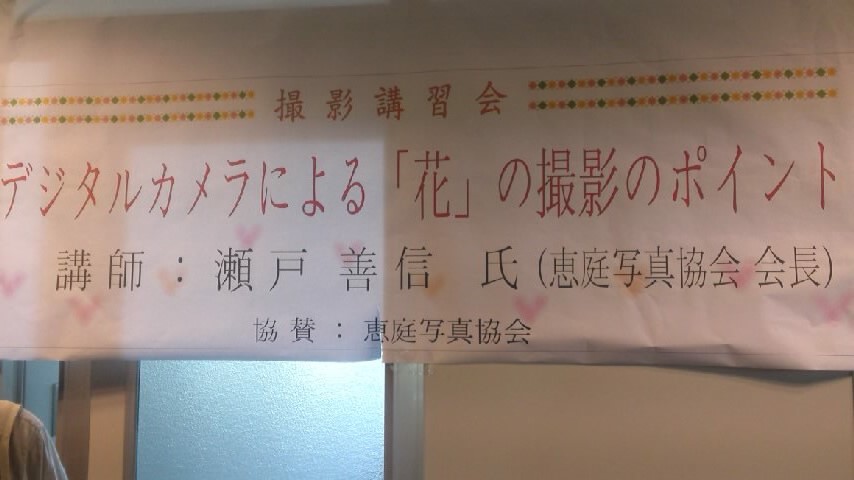 撮影講習会
デジタルカメラによる「花」の撮影のポイント
講師：瀬戸 善信 氏（恵庭写真協会 会長）
協賛：恵庭写真協会